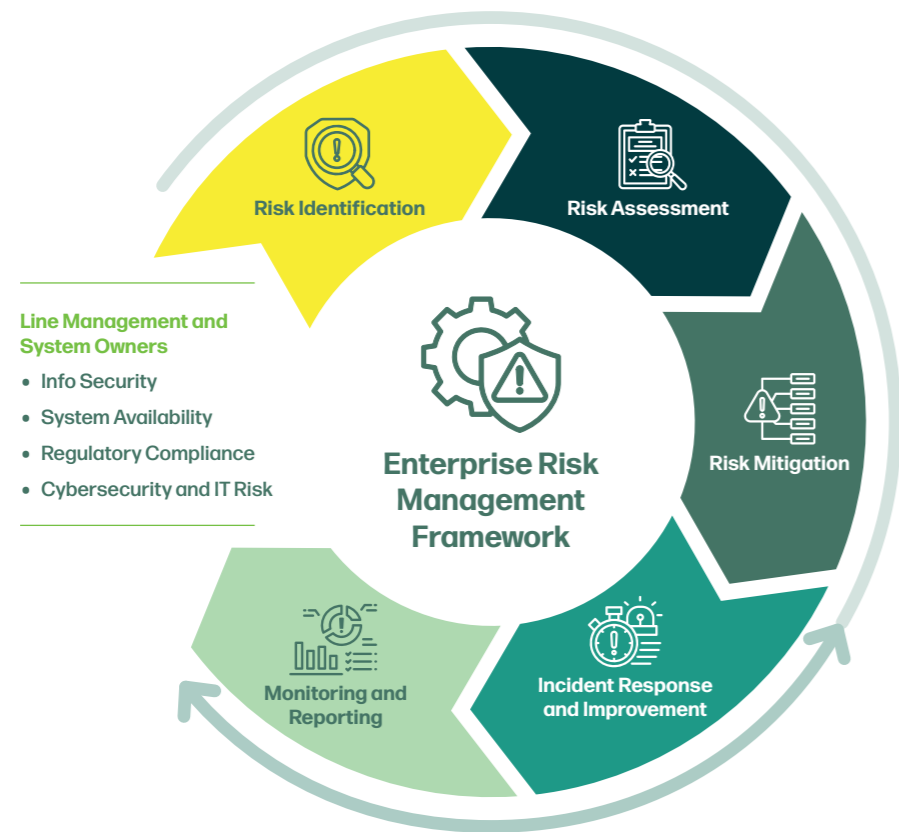 Risk Identification
Risk Assessment
Line Management and
System Owners
• Info Security
• System Availability
• Regulatory Compliance
• Cybersecurity and IT Risk
Enterprise Risk
Management
Framework
Risk Mitigation
Incident Response
and Improvement
Monitoring and
Reporting